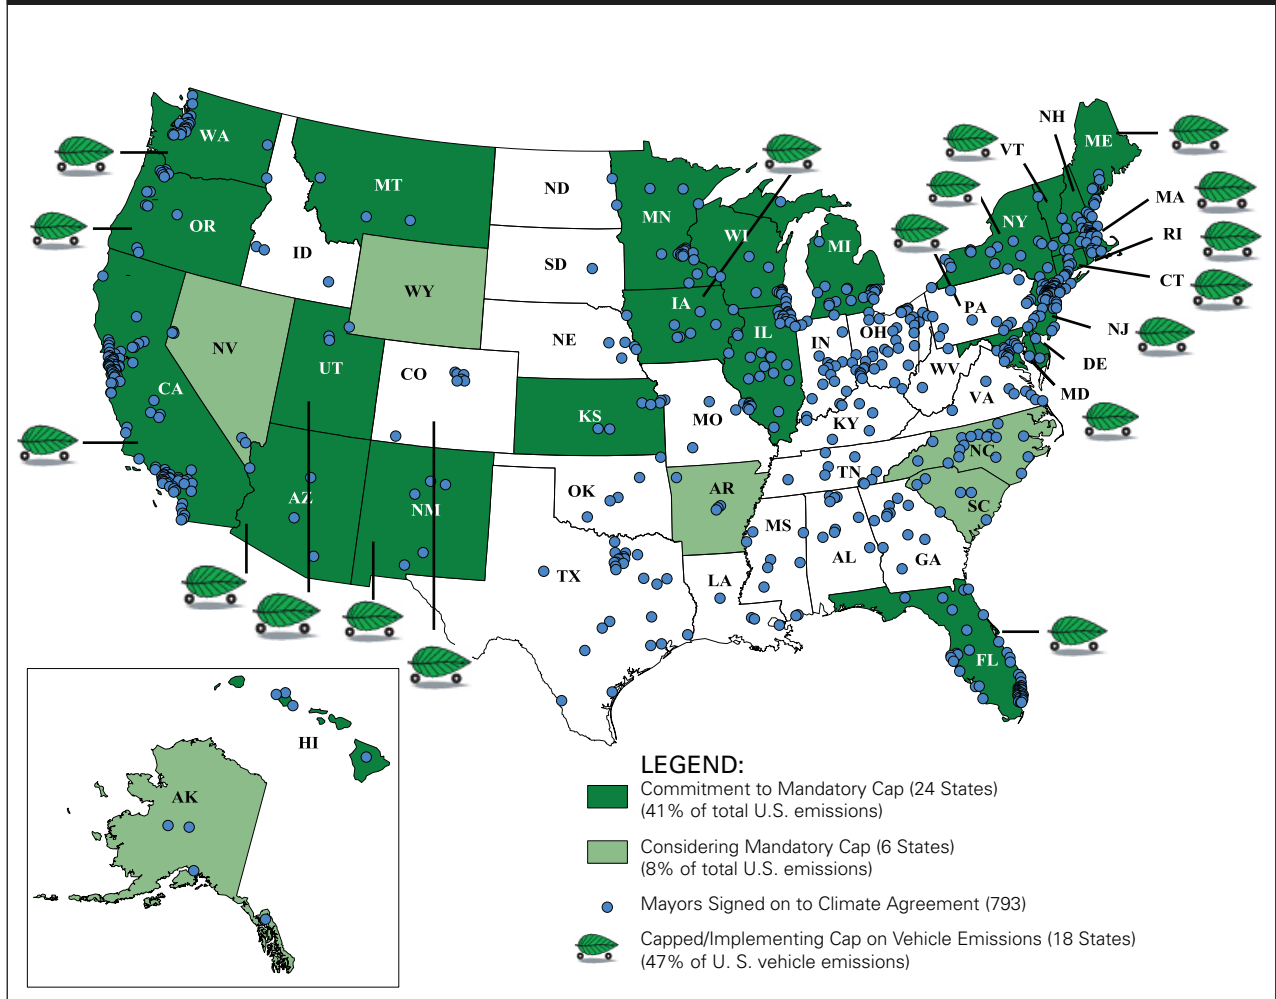 NH
WA
ME
VT
MT
ND
MA
MN
NY
OR
RI
WI
MI
ID
SD
CT
WY
IA
PA
NJ
NV
NE
IL
IN
OH
UT
DE
CO
WV
CA
MD
VA
KS
MO
KY
NC
TN
OK
AR
AZ
NM
SC
MS
AL
GA
TX
LA
FL
HI
AK
LEGEND:
Commitment to Mandatory Cap (24 States)
(41% of total U.S. emissions)
Considering Mandatory Cap (6 States)
(8% of total U.S. emissions)
Mayors Signed on to Climate Agreement (793)
Capped/Implementing Cap on Vehicle Emissions (18 States)
(47% of U. S. vehicle emissions)